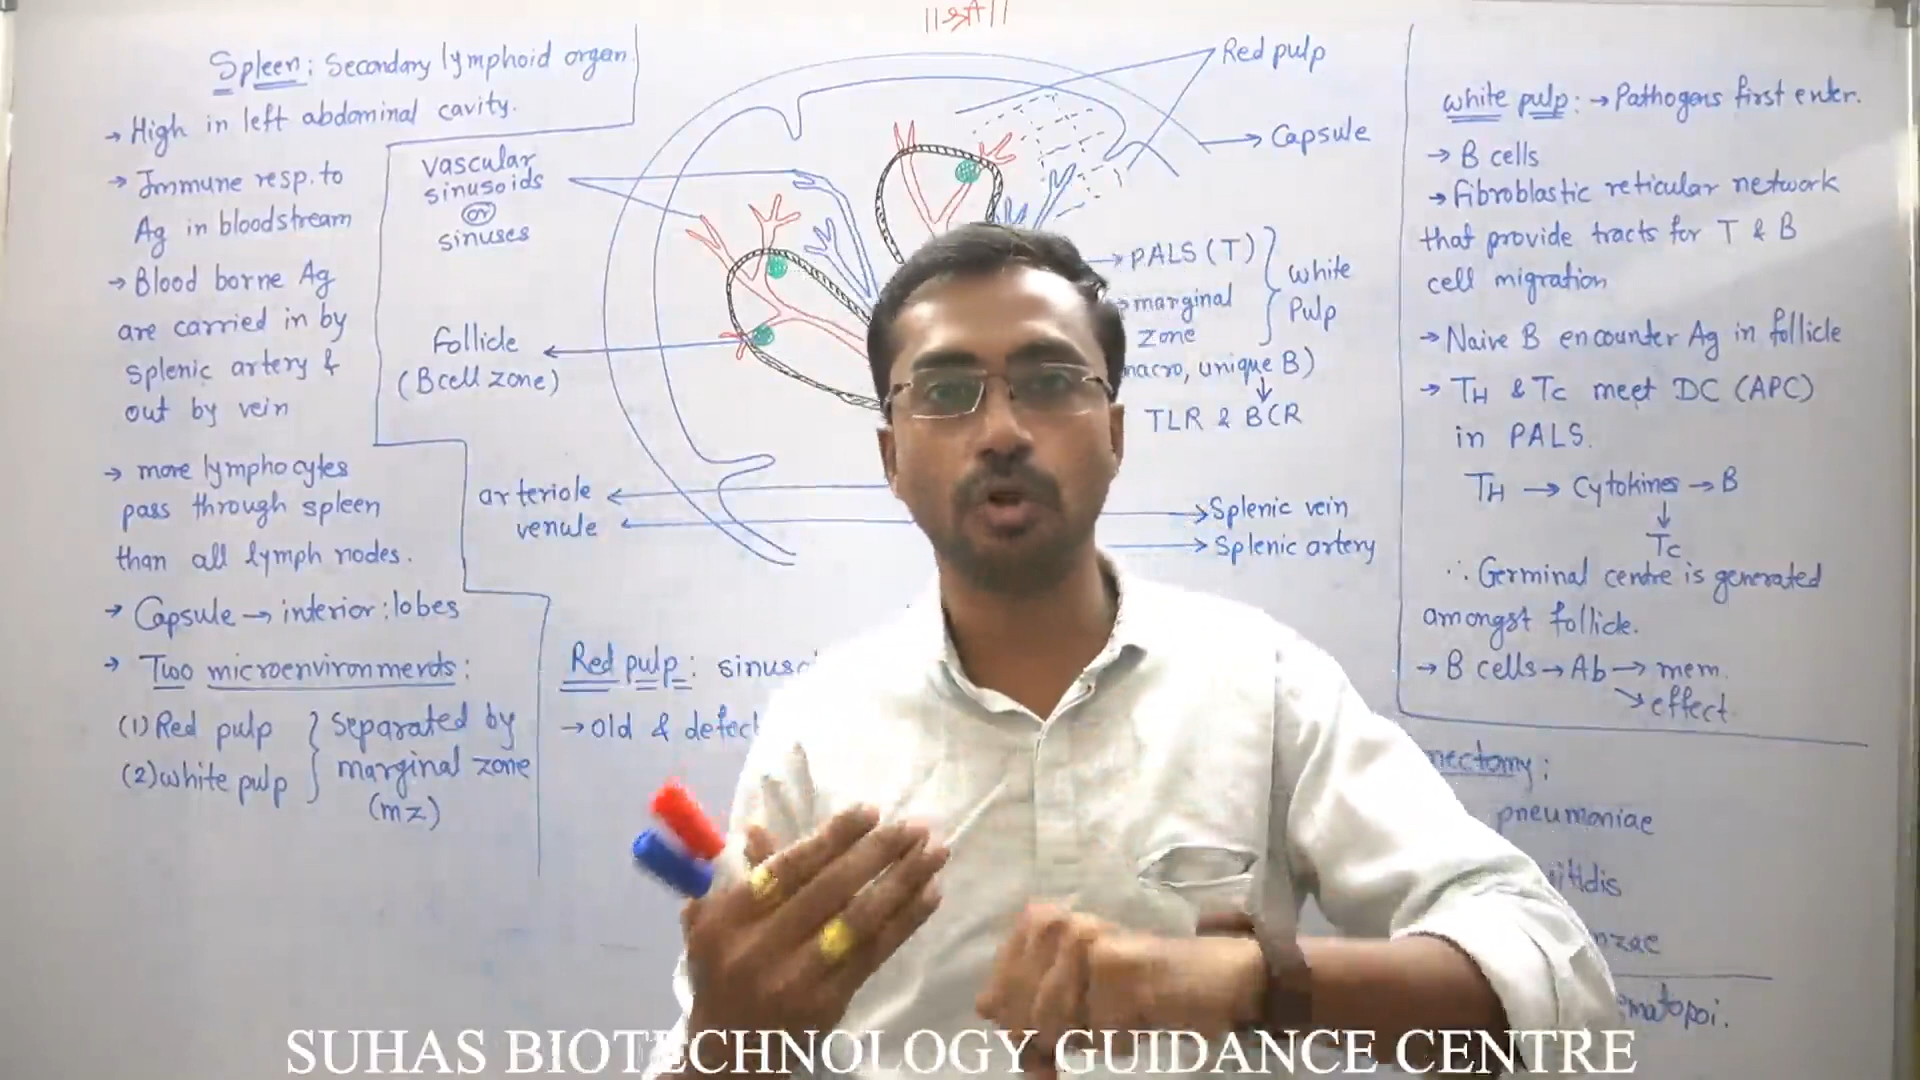 ॥श्री॥
Spleen: Secondary lymphoid organ.
→ High in left abdominal cavity.
→ Immune resp. to
Ag in bloodstream
→ Blood borne Ag
are carried in by
splenic artery &
out by vein
→ more lymphocytes
pass through spleen
than all lymph nodes.
→ Capsule → interior: lobes
→ Two microenvironments:
(1) Red pulp } Separated by
(2) white pulp } marginal zone
(mz)
vascular
sinusoids
(or)
sinuses
Follicle
(B cell zone)
arteriole
venule
Red pulp
Capsule
→ PALS (T)
marginal
zone
white
Pulp
unique B)
↓
TLR & BCR
Splenic vein
Splenic artery
Red pulp:
→ Old &
white pulp: → Pathogens first enter.
→ B cells
→ Fibroblastic reticular network
that provide tracts for T & B
cell migration
→ Naive B encounter Ag in follicle
→ TH & Tc meet DC (APC)
in PALS.
TH → Cytokines → B
↓
Tc
∴ Germinal centre is generated
amongst follicle.
→ B cells → Ab → mem.
↘ effect.
pneumoniae
SUHAS BIOTECHNOLOGY GUIDANCE CENTRE